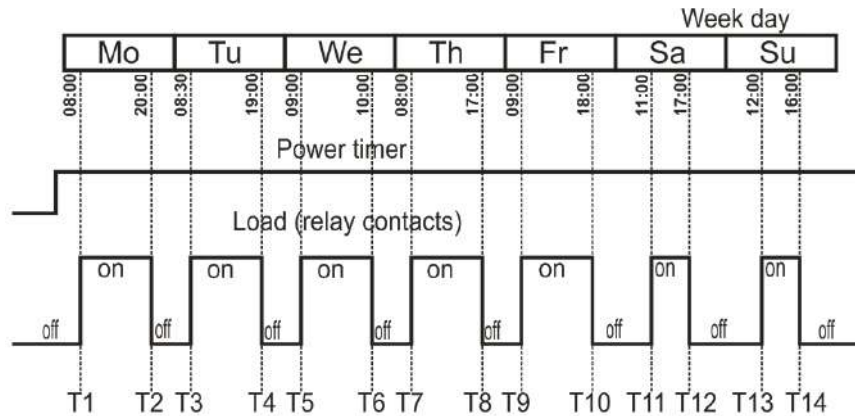 Week day
Mo Tu We Th Fr Sa Su
08:00 20:00 08:30 19:00 09:00 10:00 08:00 17:00 09:00 18:00 11:00 17:00 12:00 16:00
Power timer
Load (relay contacts)
on on on on on on on
off off off off off off off off
T1 T2 T3 T4 T5 T6 T7 T8 T9 T10 T11 T12 T13 T14